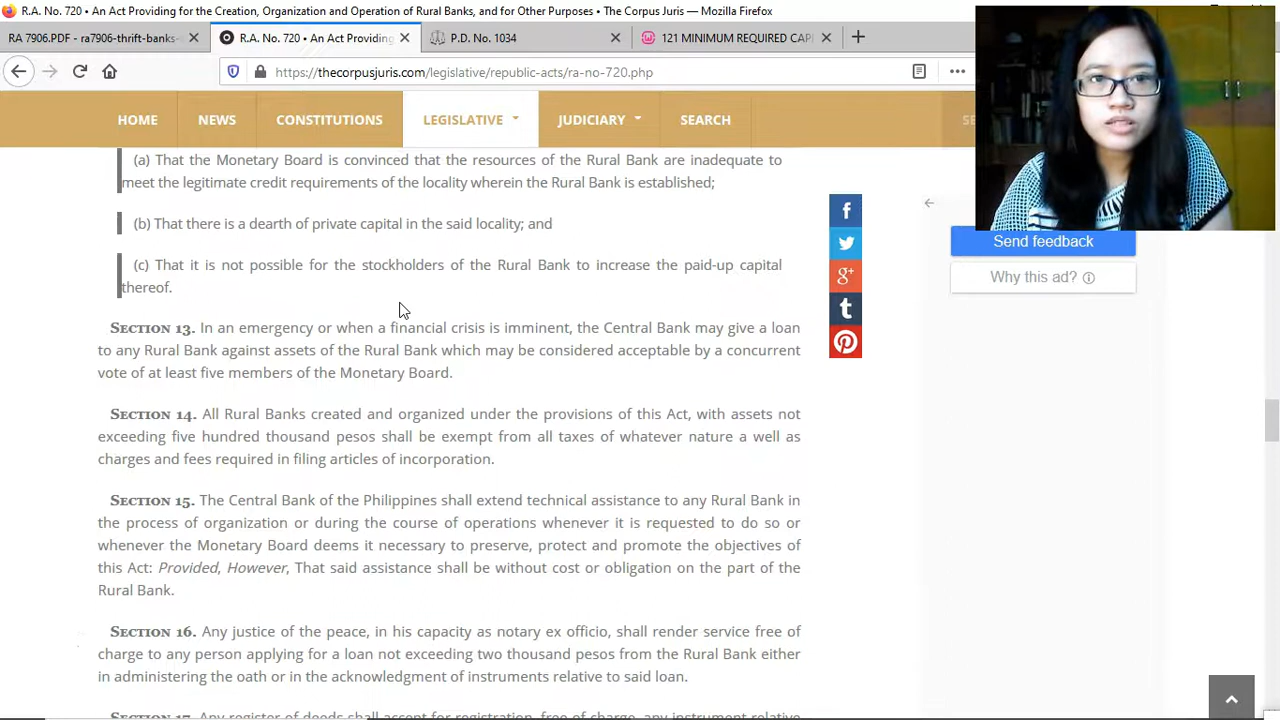 R.A. No. 720 • An Act Providing for the Creation, Organization and Operation of Rural Banks, and for Other Purposes • The Corpus Juris — Mozilla Firefox
RA 7906.PDF - ra7906-thrift-banks- ×
R.A. No. 720 • An Act Providing ×
P.D. No. 1034 ×
121 MINIMUM REQUIRED CAP ×
https://thecorpusjuris.com/legislative/republic-acts/ra-no-720.php
HOME NEWS CONSTITUTIONS LEGISLATIVE JUDICIARY SEARCH
(a) That the Monetary Board is convinced that the resources of the Rural Bank are inadequate to
meet the legitimate credit requirements of the locality wherein the Rural Bank is established;
(b) That there is a dearth of private capital in the said locality; and
(c) That it is not possible for the stockholders of the Rural Bank to increase the paid-up capital
thereof.
SECTION 13. In an emergency or when a financial crisis is imminent, the Central Bank may give a loan
to any Rural Bank against assets of the Rural Bank which may be considered acceptable by a concurrent
vote of at least five members of the Monetary Board.
SECTION 14. All Rural Banks created and organized under the provisions of this Act, with assets not
exceeding five hundred thousand pesos shall be exempt from all taxes of whatever nature a well as
charges and fees required in filing articles of incorporation.
SECTION 15. The Central Bank of the Philippines shall extend technical assistance to any Rural Bank in
the process of organization or during the course of operations whenever it is requested to do so or
whenever the Monetary Board deems it necessary to preserve, protect and promote the objectives of
this Act: Provided, However, That said assistance shall be without cost or obligation on the part of the
Rural Bank.
SECTION 16. Any justice of the peace, in his capacity as notary ex officio, shall render service free of
charge to any person applying for a loan not exceeding two thousand pesos from the Rural Bank either
in administering the oath or in the acknowledgment of instruments relative to said loan.
SECTION 17. Any register of deeds shall accept for registration, free of charge, any instrument relative
Send feedback
Why this ad?